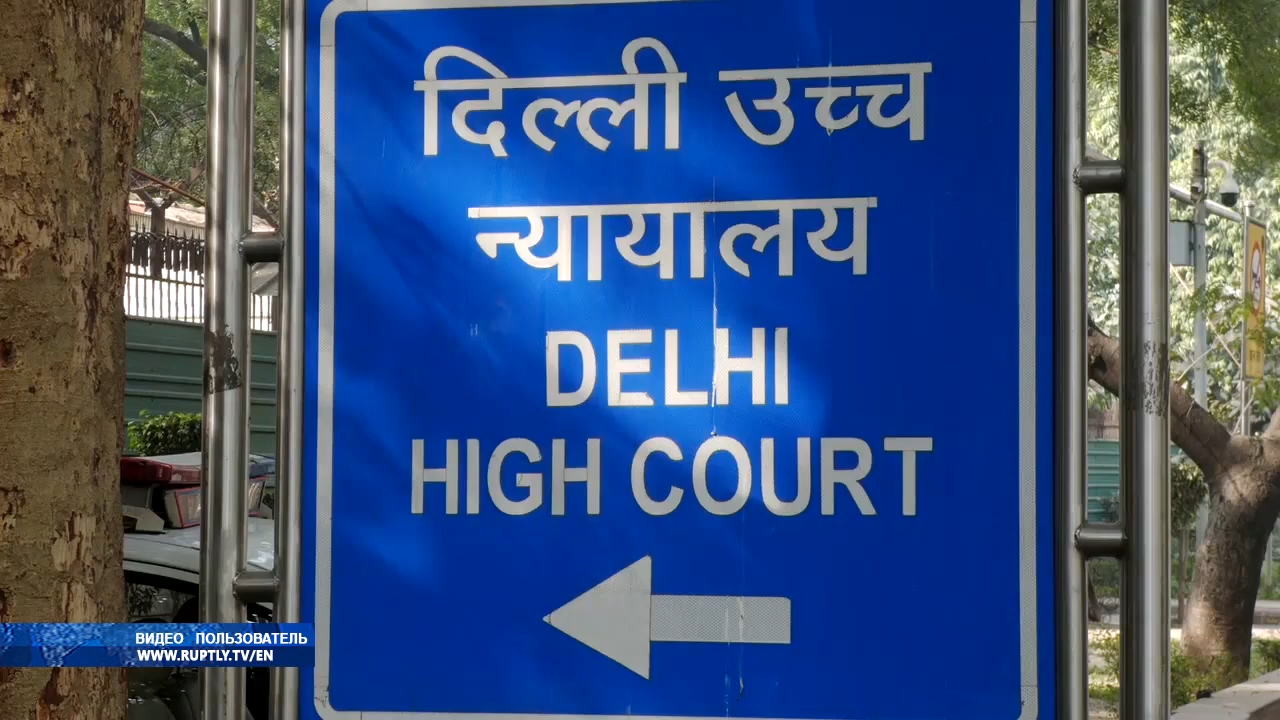 दिल्ली उच्च
न्यायालय
DELHI
HIGH COURT
ВИДЕО ПОЛЬЗОВАТЕЛЬ
WWW.RUPTLY.TV/EN